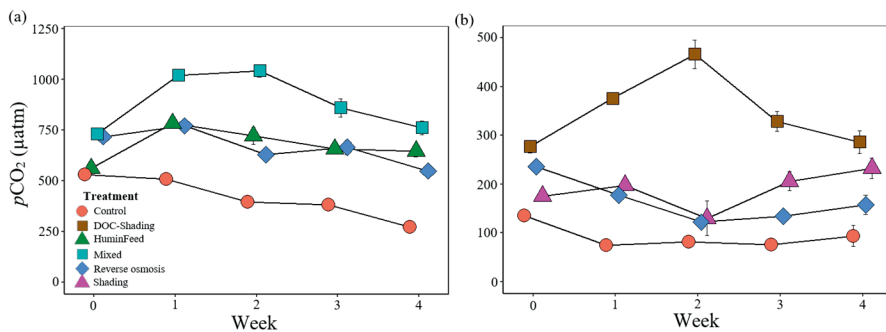 (a)
1250
1000
750
500
250
0
pCO₂ (µatm)
Treatment
Control
DOC-Shading
HuminFeed
Mixed
Reverse osmosis
Shading
0 1 2 3 4
Week
(b)
500
400
300
200
100
0
0 1 2 3 4
Week